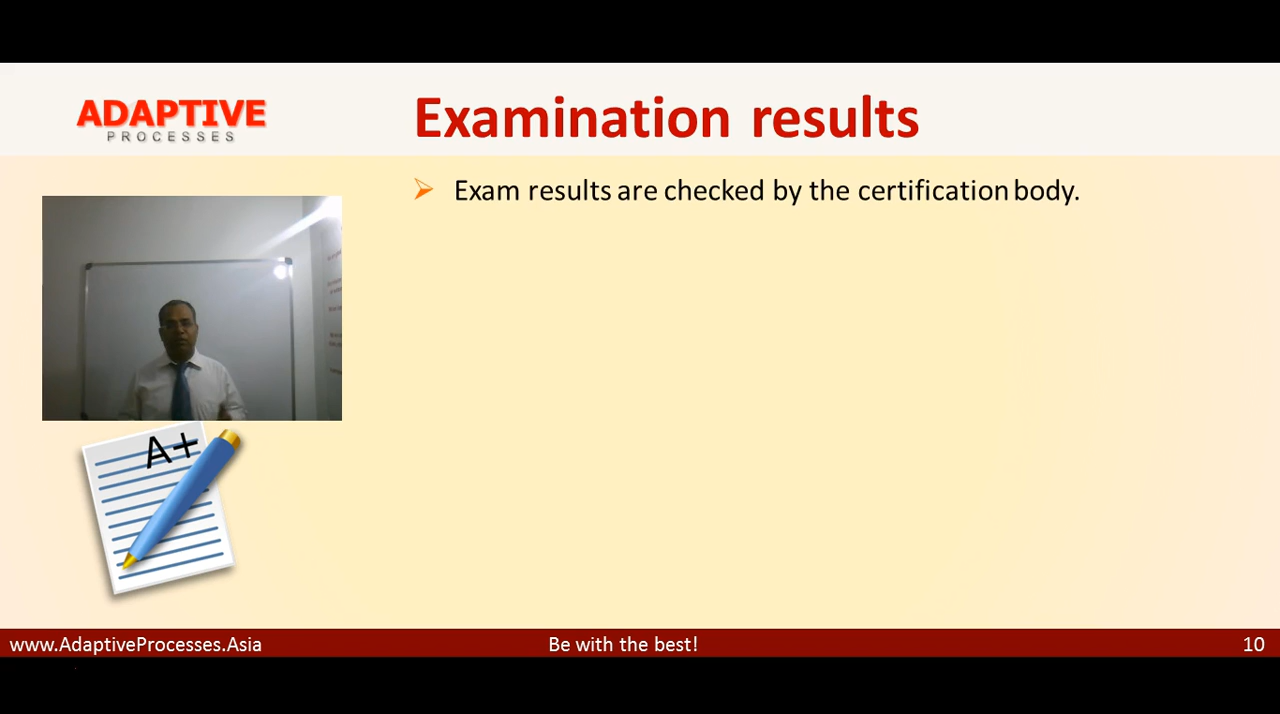 ADAPTIVE
PROCESSES
Examination results
Exam results are checked by the certification body.
A+
www.AdaptiveProcesses.Asia
Be with the best!
10